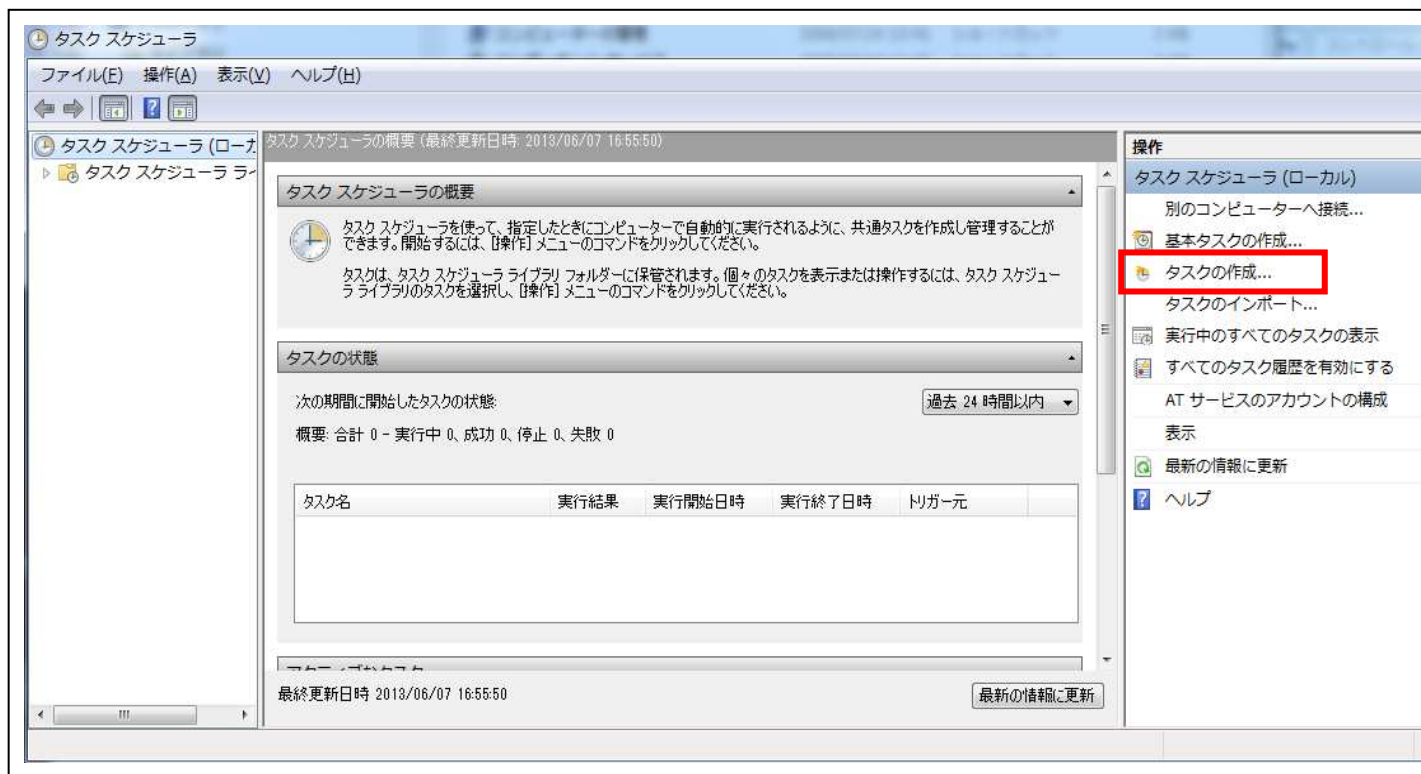 タスク スケジューラ
ファイル(F) 操作(A) 表示(V) ヘルプ(H)
タスク スケジューラ (ローカ
タスク スケジューラ ラ
タスク スケジューラの概要 (最終更新日時: 2013/06/07 16:55:50)
タスク スケジューラの概要
タスク スケジューラを使って、指定したときにコンピューターで自動的に実行されるように、共通タスクを作成し管理することが
できます。開始するには、[操作] メニューのコマンドをクリックしてください。
タスクは、タスク スケジューラ ライブラリ フォルダーに保管されます。個々のタスクを表示または操作するには、タスク スケジュー
ラ ライブラリのタスクを選択し、[操作] メニューのコマンドをクリックしてください。
タスクの状態
次の期間に開始したタスクの状態:
過去 24 時間以内
概要: 合計 0 - 実行中 0、成功 0、停止 0、失敗 0
タスク名 実行結果 実行開始日時 実行終了日時 トリガー元
最終更新日時 2013/06/07 16:55:50
最新の情報に更新
操作
タスク スケジューラ (ローカル)
別のコンピューターへ接続...
基本タスクの作成...
タスクの作成...
タスクのインポート...
実行中のすべてのタスクの表示
すべてのタスク履歴を有効にする
AT サービスのアカウントの構成
表示
最新の情報に更新
ヘルプ